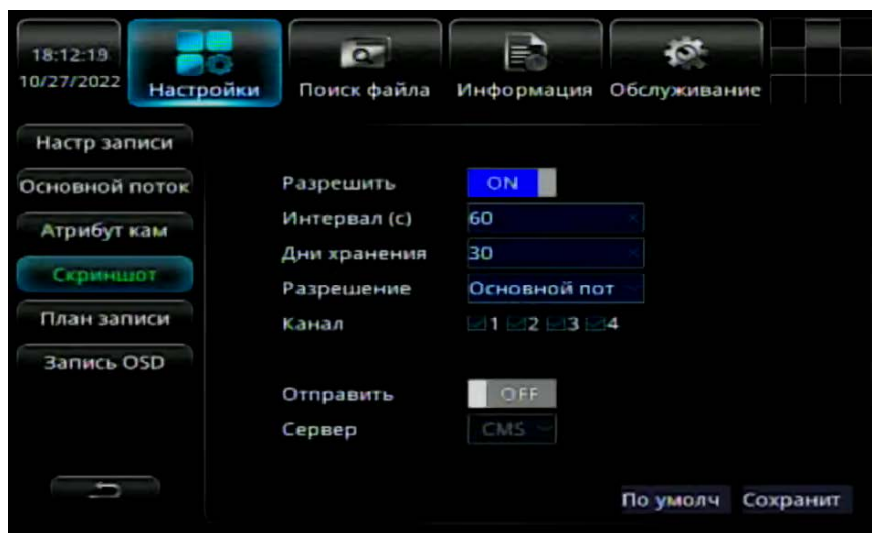 18:12:19
10/27/2022
Настройки
Поиск файла
Информация
Обслуживание
Настр записи
Основной поток
Атрибут кам
Скриншот
План записи
Запись OSD
Разрешить ON
Интервал (с) 60
Дни хранения 30
Разрешение Основной пот
Канал 1 2 3 4
Отправить OFF
Сервер CMS
По умолч Сохранит